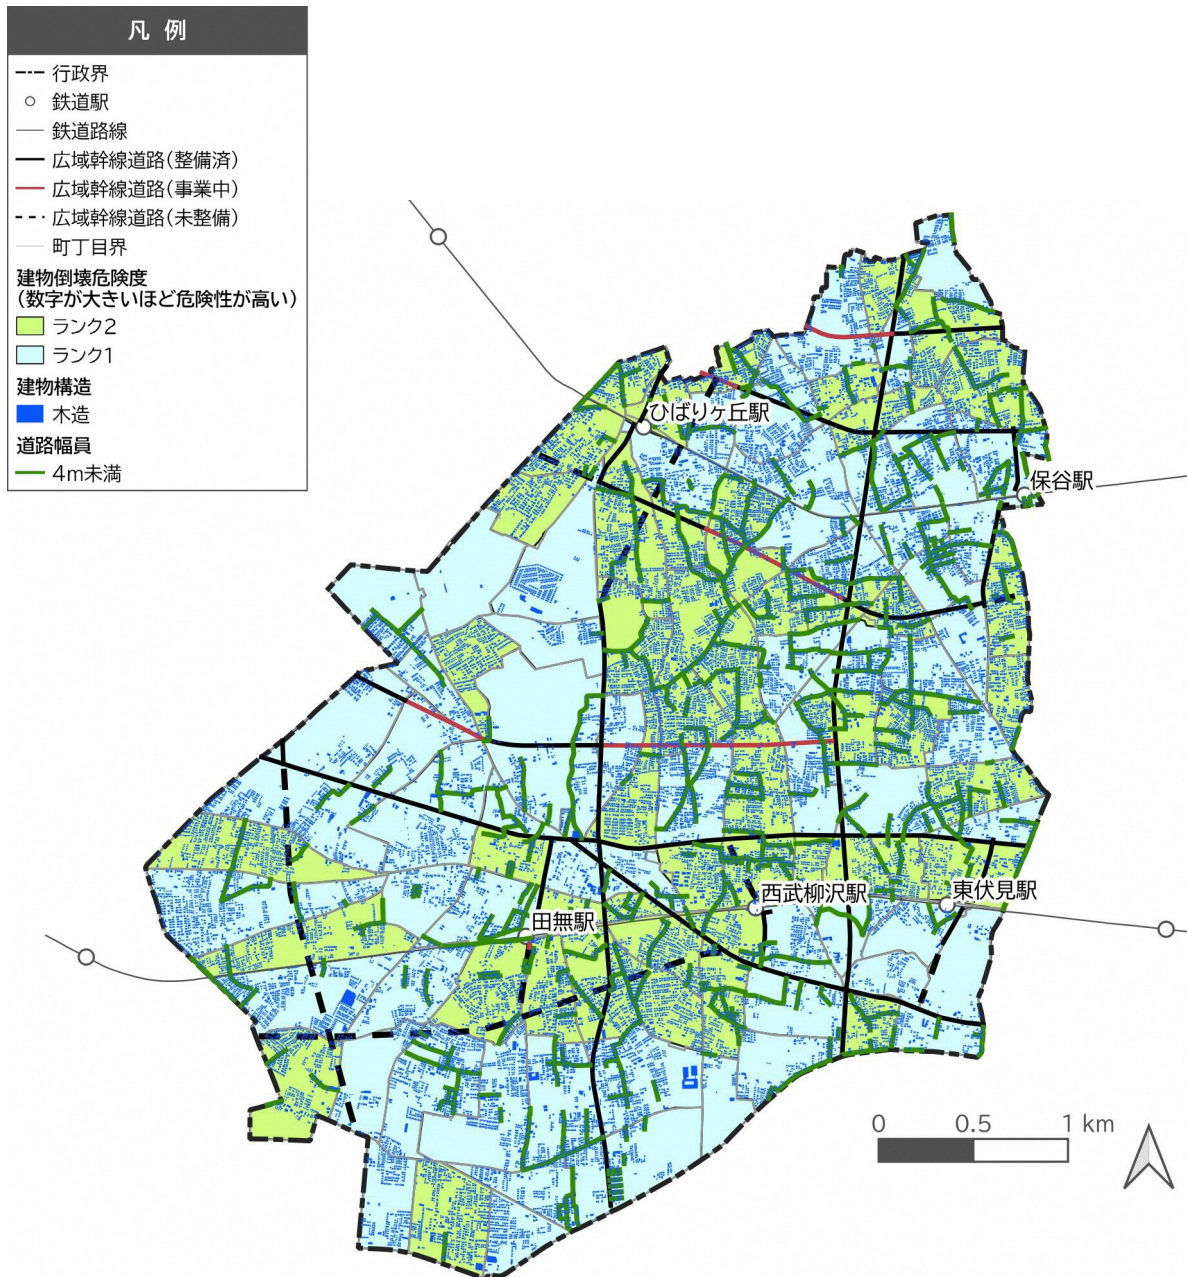 凡 例
行政界
鉄道駅
鉄道路線
広域幹線道路(整備済)
広域幹線道路(事業中)
広域幹線道路(未整備)
町丁目界
建物倒壊危険度
(数字が大きいほど危険性が高い)
ランク2
ランク1
建物構造
木造
道路幅員
4m未満
ひばりヶ丘駅
保谷駅
西武柳沢駅
東伏見駅
田無駅
0 0.5 1 km